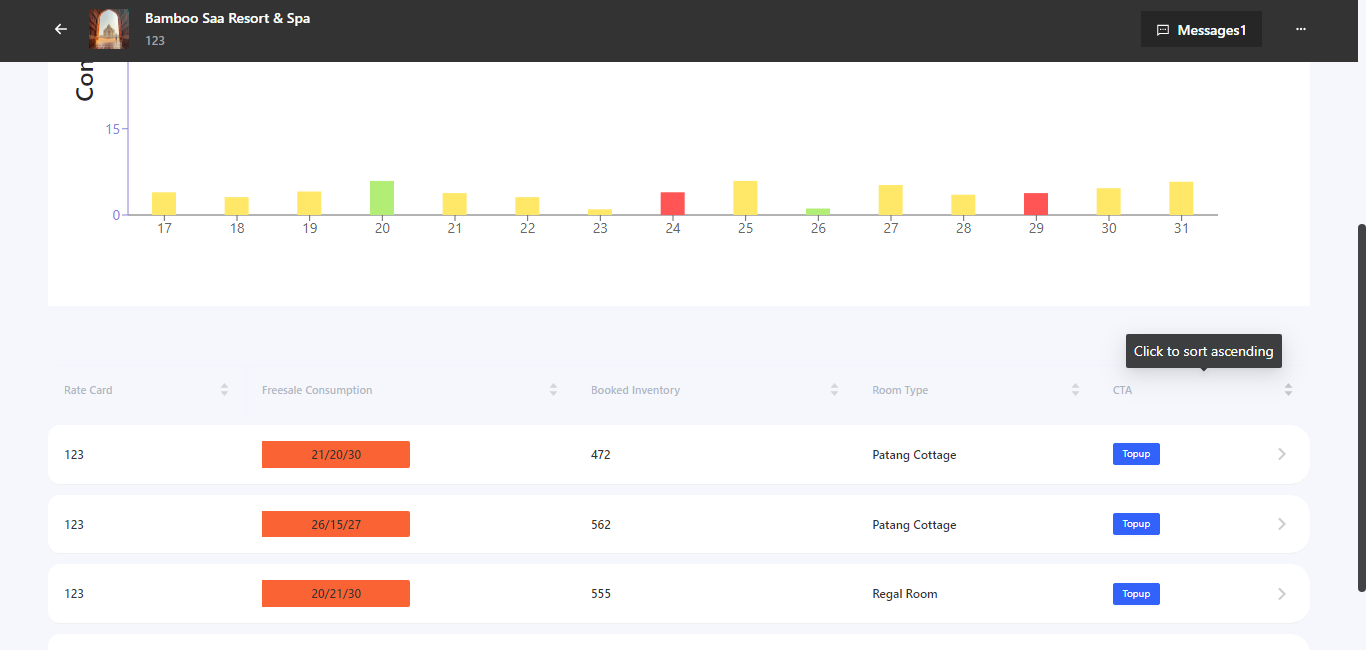 Bamboo Saa Resort & Spa
123
Messages1
Con
15
0
17 18 19 20 21 22 23 24 25 26 27 28 29 30 31
Click to sort ascending
Rate Card Freesale Consumption Booked Inventory Room Type CTA
123 21/20/30 472 Patang Cottage Topup
123 26/15/27 562 Patang Cottage Topup
123 20/21/30 555 Regal Room Topup